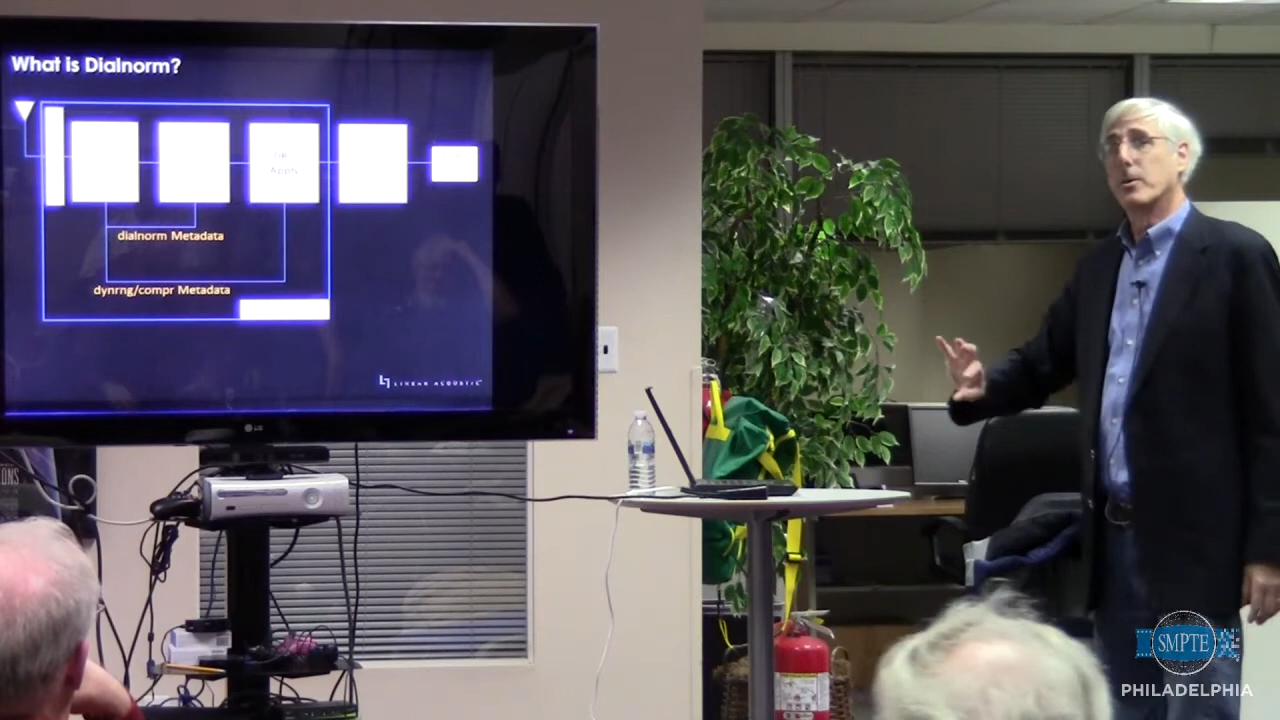 What is Dialnorm?
dialnorm Metadata
dynrng/compr Metadata
LINEAR ACOUSTIC
LG
SMPTE
PHILADELPHIA